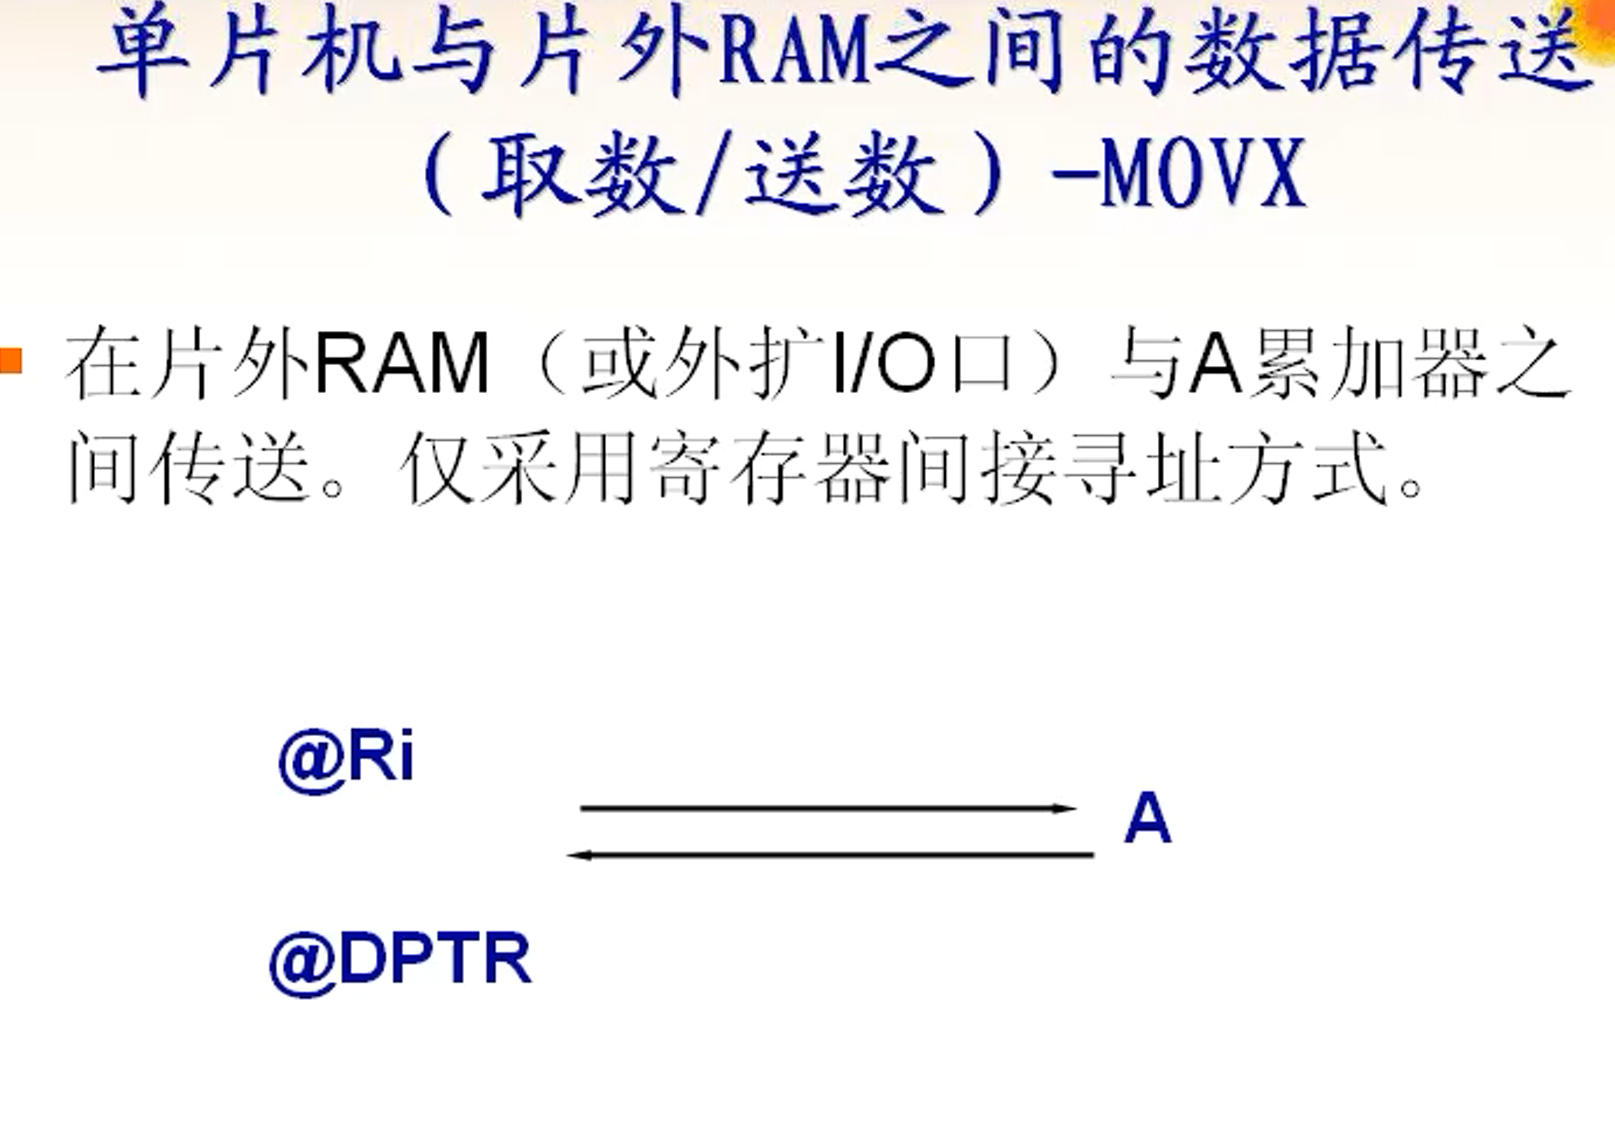 单片机与片外RAM之间的数据传送
（取数/送数）-MOVX
在片外RAM（或外扩I/O口）与A累加器之
间传送。仅采用寄存器间接寻址方式。
@Ri
A
@DPTR